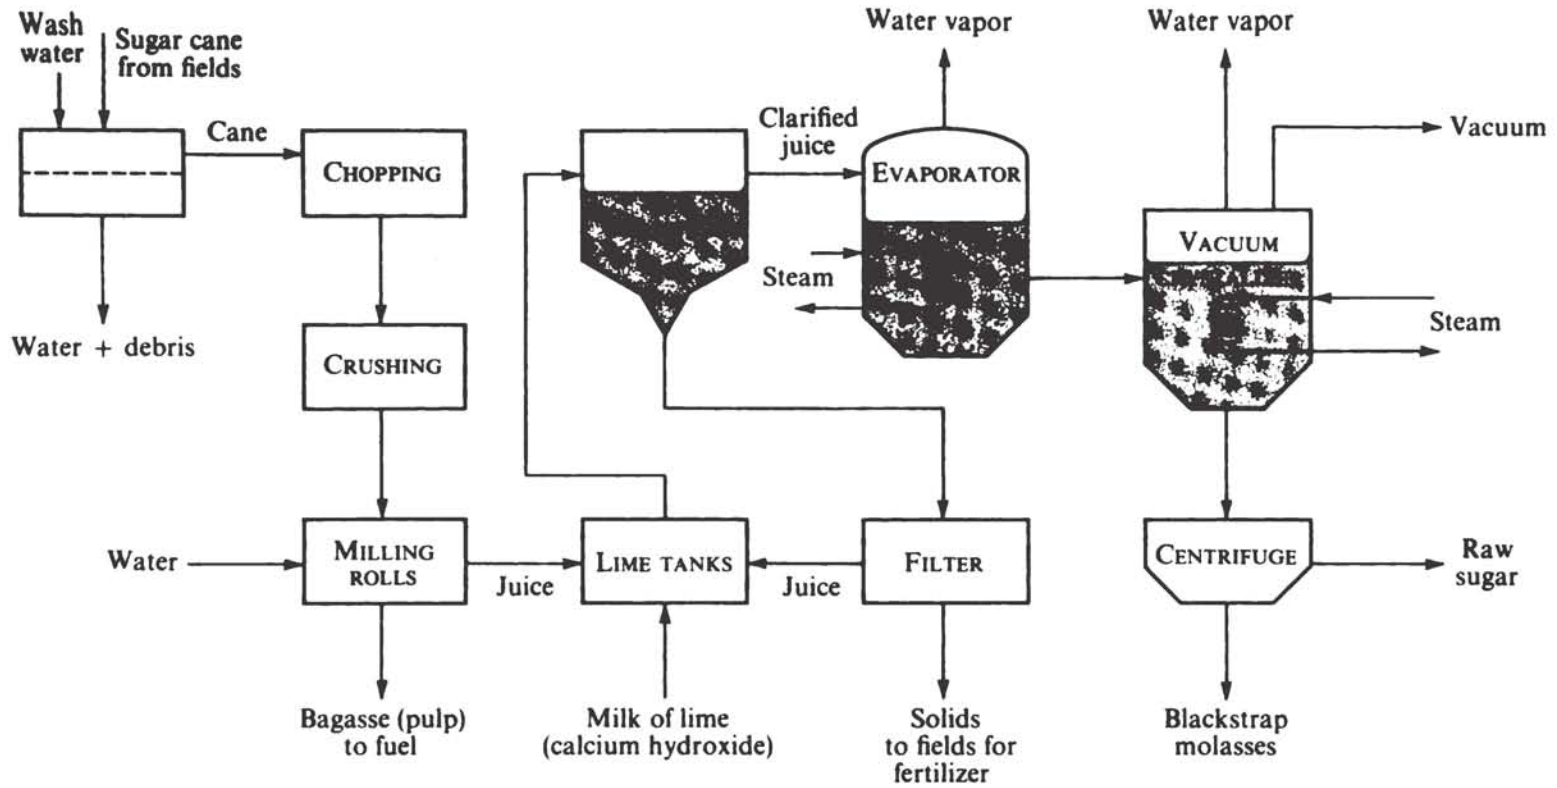 Wash
water
Sugar cane
from fields
Cane
CHOPPING
Water + debris
CRUSHING
Water
MILLING
ROLLS
Juice
Bagasse (pulp)
to fuel
LIME TANKS
Milk of lime
(calcium hydroxide)
Juice
FILTER
Solids
to fields for
fertilizer
Clarified
juice
Water vapor
EVAPORATOR
Steam
Water vapor
Vacuum
VACUUM
Steam
CENTRIFUGE
Raw
sugar
Blackstrap
molasses